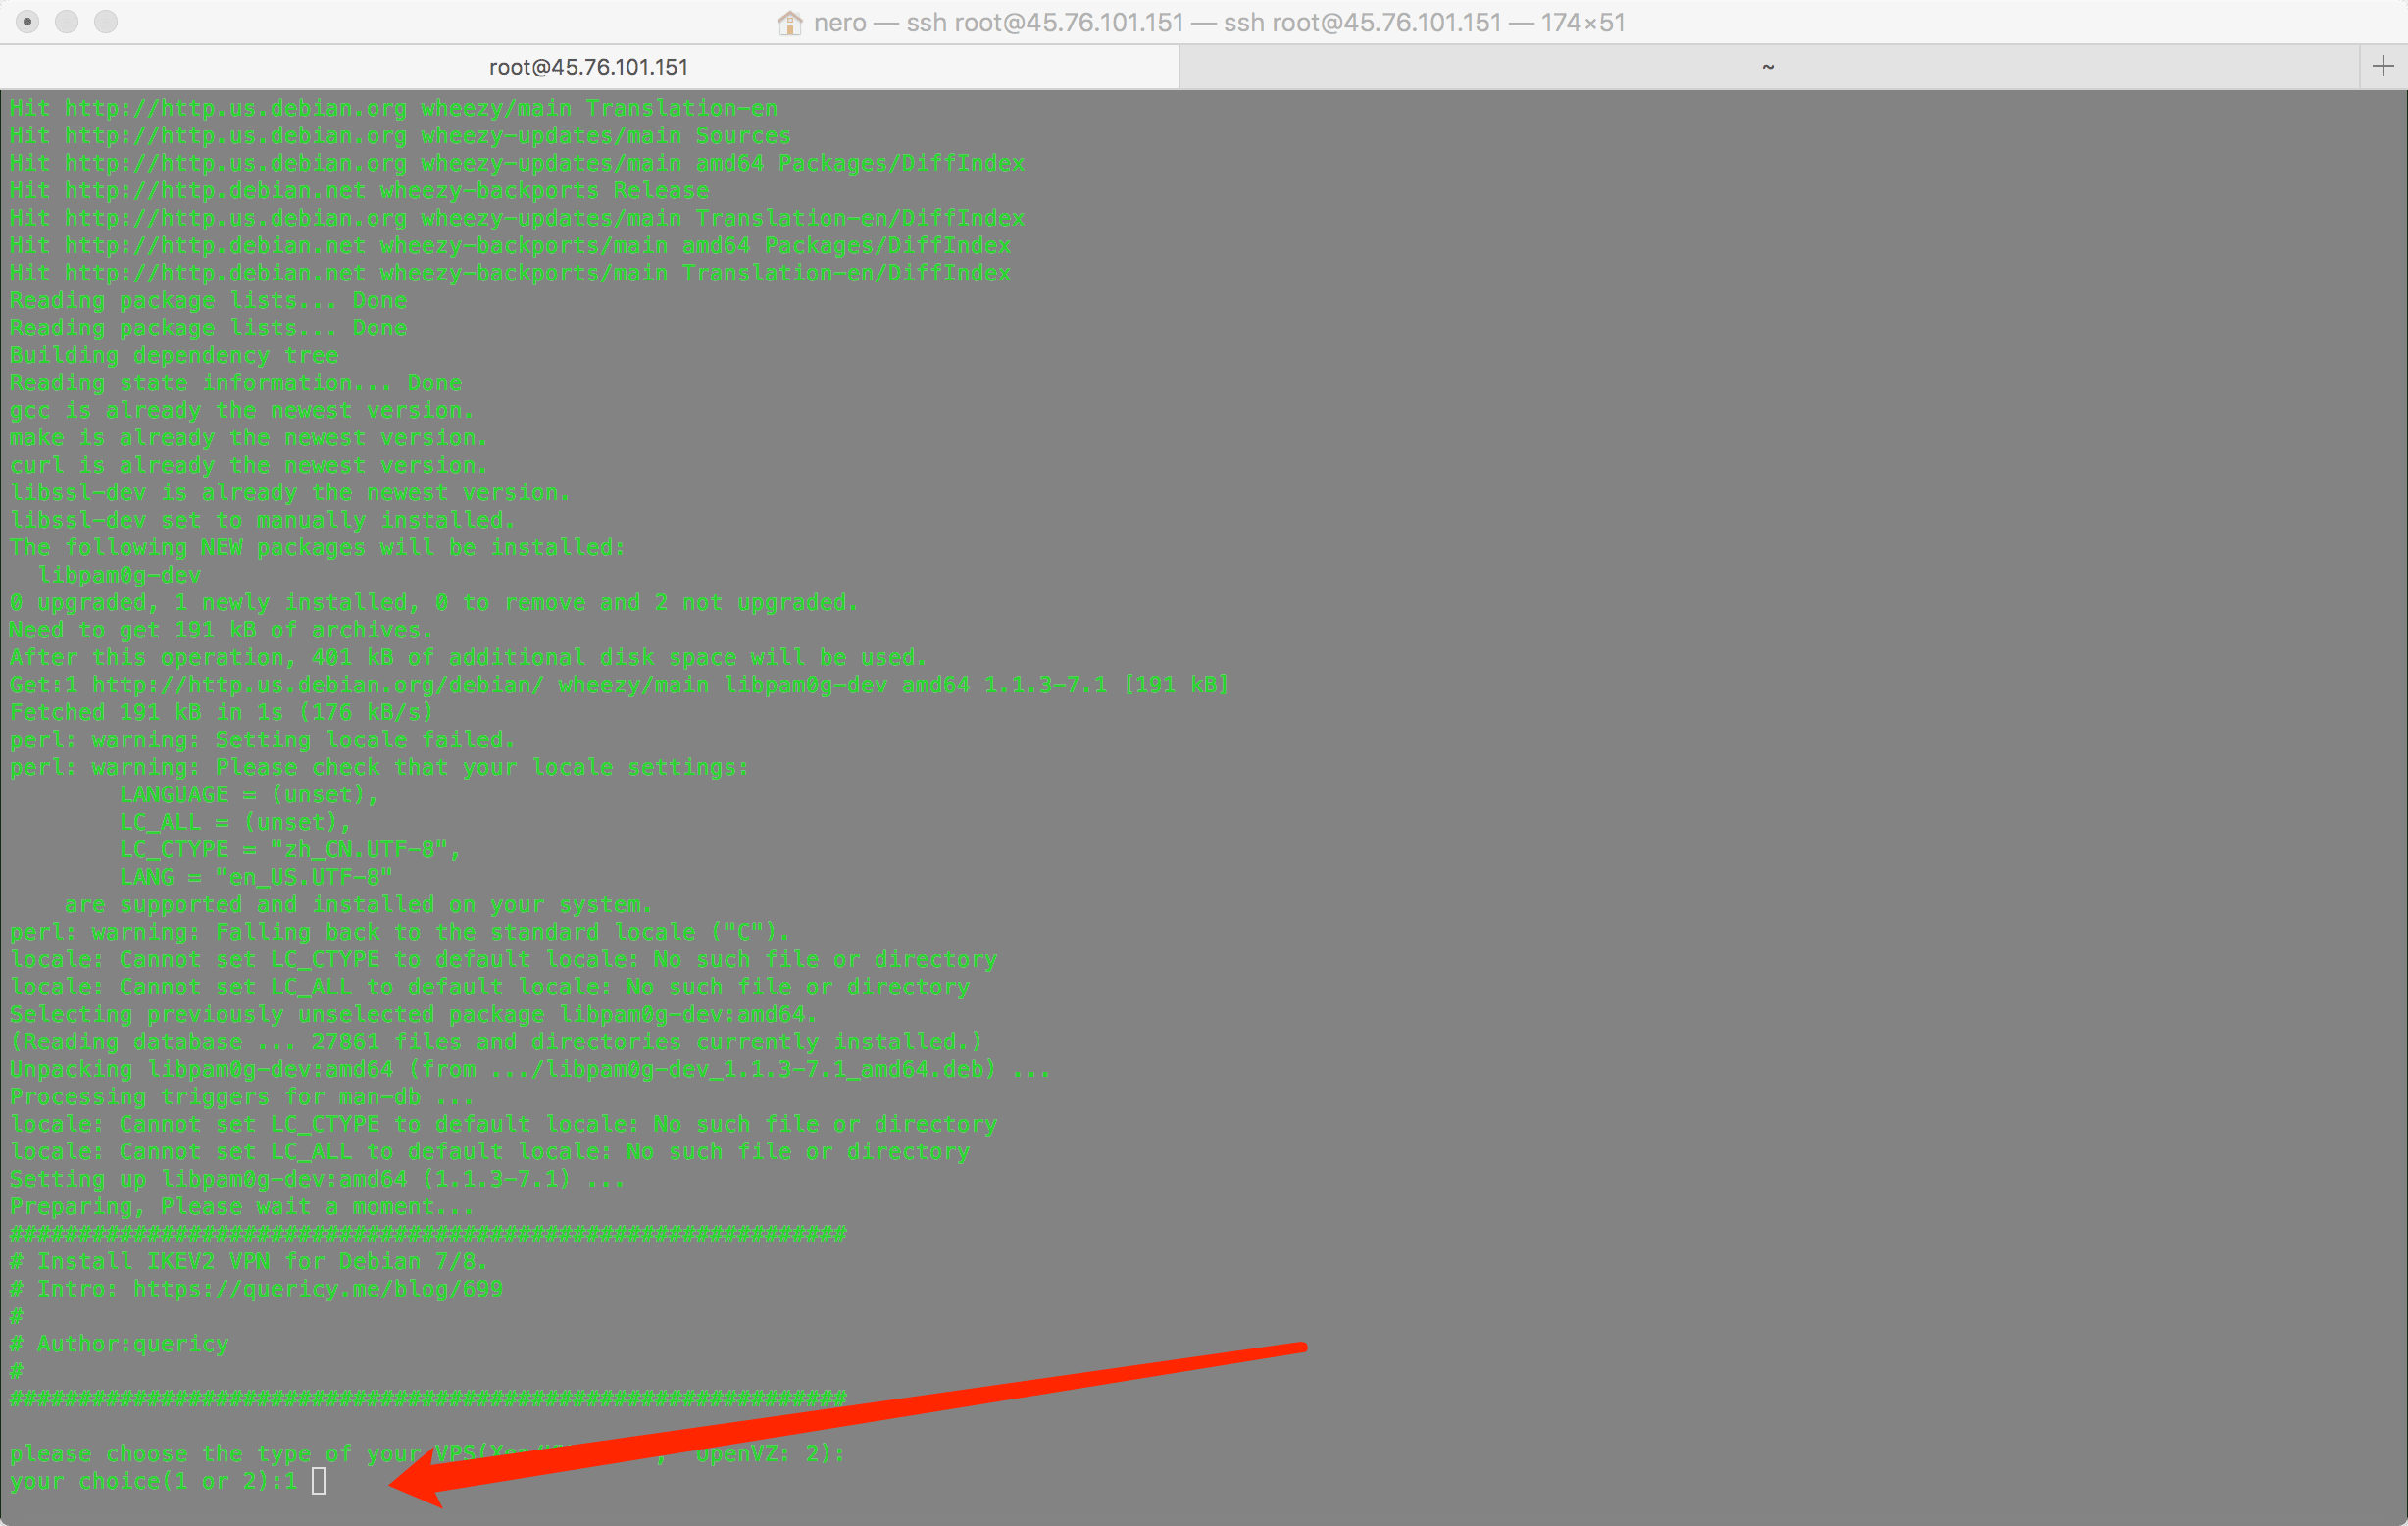 nero — ssh root@45.76.101.151 — ssh root@45.76.101.151 — 174×51
root@45.76.101.151
~
Hit http://http.us.debian.org wheezy/main Translation-en
Hit http://http.us.debian.org wheezy-updates/main Sources
Hit http://http.us.debian.org wheezy-updates/main amd64 Packages/DiffIndex
Hit http://http.debian.net wheezy-backports Release
Hit http://http.us.debian.org wheezy-updates/main Translation-en/DiffIndex
Hit http://http.debian.net wheezy-backports/main amd64 Packages/DiffIndex
Hit http://http.debian.net wheezy-backports/main Translation-en/DiffIndex
Reading package lists... Done
Reading package lists... Done
Building dependency tree
Reading state information... Done
gcc is already the newest version.
make is already the newest version.
curl is already the newest version.
libssl-dev is already the newest version.
libssl-dev set to manually installed.
The following NEW packages will be installed:
  libpam0g-dev
0 upgraded, 1 newly installed, 0 to remove and 2 not upgraded.
Need to get 191 kB of archives.
After this operation, 401 kB of additional disk space will be used.
Get:1 http://http.us.debian.org/debian/ wheezy/main libpam0g-dev amd64 1.1.3-7.1 [191 kB]
Fetched 191 kB in 1s (176 kB/s)
perl: warning: Setting locale failed.
perl: warning: Please check that your locale settings:
        LANGUAGE = (unset),
        LC_ALL = (unset),
        LC_CTYPE = "zh_CN.UTF-8",
        LANG = "en_US.UTF-8"
    are supported and installed on your system.
perl: warning: Falling back to the standard locale ("C").
locale: Cannot set LC_CTYPE to default locale: No such file or directory
locale: Cannot set LC_ALL to default locale: No such file or directory
Selecting previously unselected package libpam0g-dev:amd64.
(Reading database ... 27861 files and directories currently installed.)
Unpacking libpam0g-dev:amd64 (from .../libpam0g-dev_1.1.3-7.1_amd64.deb) ...
Processing triggers for man-db ...
locale: Cannot set LC_CTYPE to default locale: No such file or directory
locale: Cannot set LC_ALL to default locale: No such file or directory
Setting up libpam0g-dev:amd64 (1.1.3-7.1) ...
Preparing, Please wait a moment...
#############################################################
# Install IKEV2 VPN for Debian 7/8.
# Intro: https://quericy.me/blog/699
#
# Author:quericy
#
#############################################################
please choose the type of your openVZ: 2):
your choice(1 or 2):1